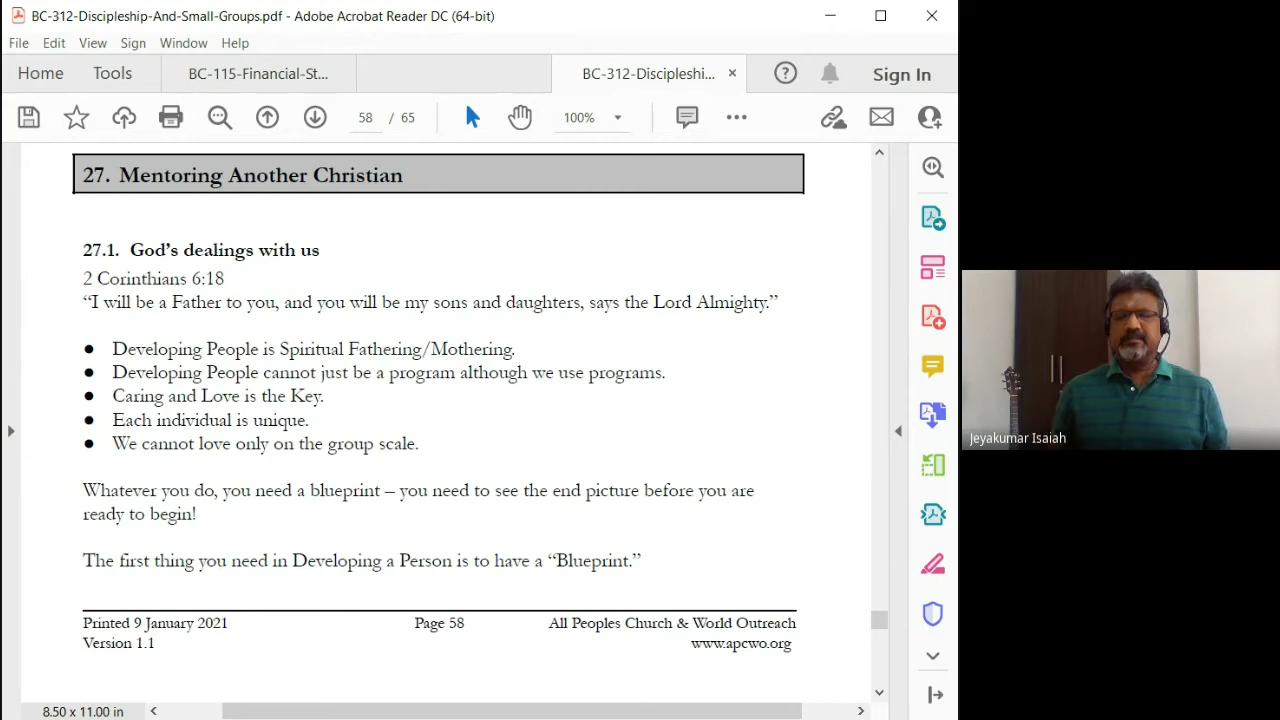 BC-312-Discipleship-And-Small-Groups.pdf - Adobe Acrobat Reader DC (64-bit)
File Edit View Sign Window Help
Home Tools BC-115-Financial-St... BC-312-Discipleshi... Sign In
58 / 65 100%
27. Mentoring Another Christian
27.1. God’s dealings with us
2 Corinthians 6:18
“I will be a Father to you, and you will be my sons and daughters, says the Lord Almighty.”
● Developing People is Spiritual Fathering/Mothering.
● Developing People cannot just be a program although we use programs.
● Caring and Love is the Key.
● Each individual is unique.
● We cannot love only on the group scale.
Whatever you do, you need a blueprint – you need to see the end picture before you are
ready to begin!
The first thing you need in Developing a Person is to have a “Blueprint.”
Printed 9 January 2021 Page 58 All Peoples Church & World Outreach
Version 1.1 www.apcwo.org
8.50 x 11.00 in
Jeyakumar Isaiah